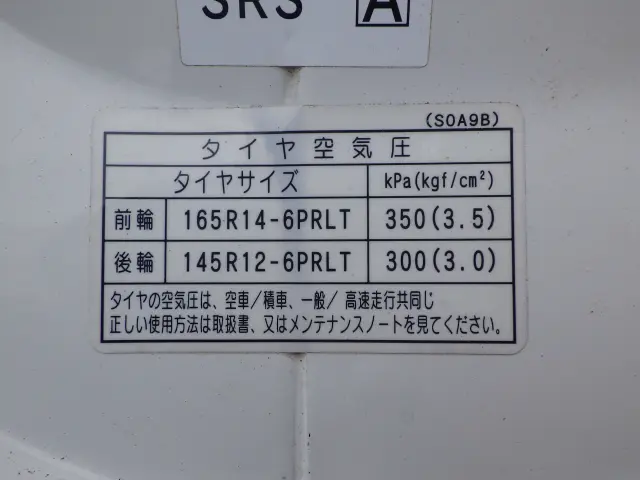 SRS A
(S0A9B)
タイヤ空気圧
タイヤサイズ kPa(kgf/cm²)
前輪 165R14-6PRLT 350(3.5)
後輪 145R12-6PRLT 300(3.0)
タイヤの空気圧は、空車/積車、一般/高速走行共同じ
正しい使用方法は取扱書、又はメンテナンスノートを見てください。